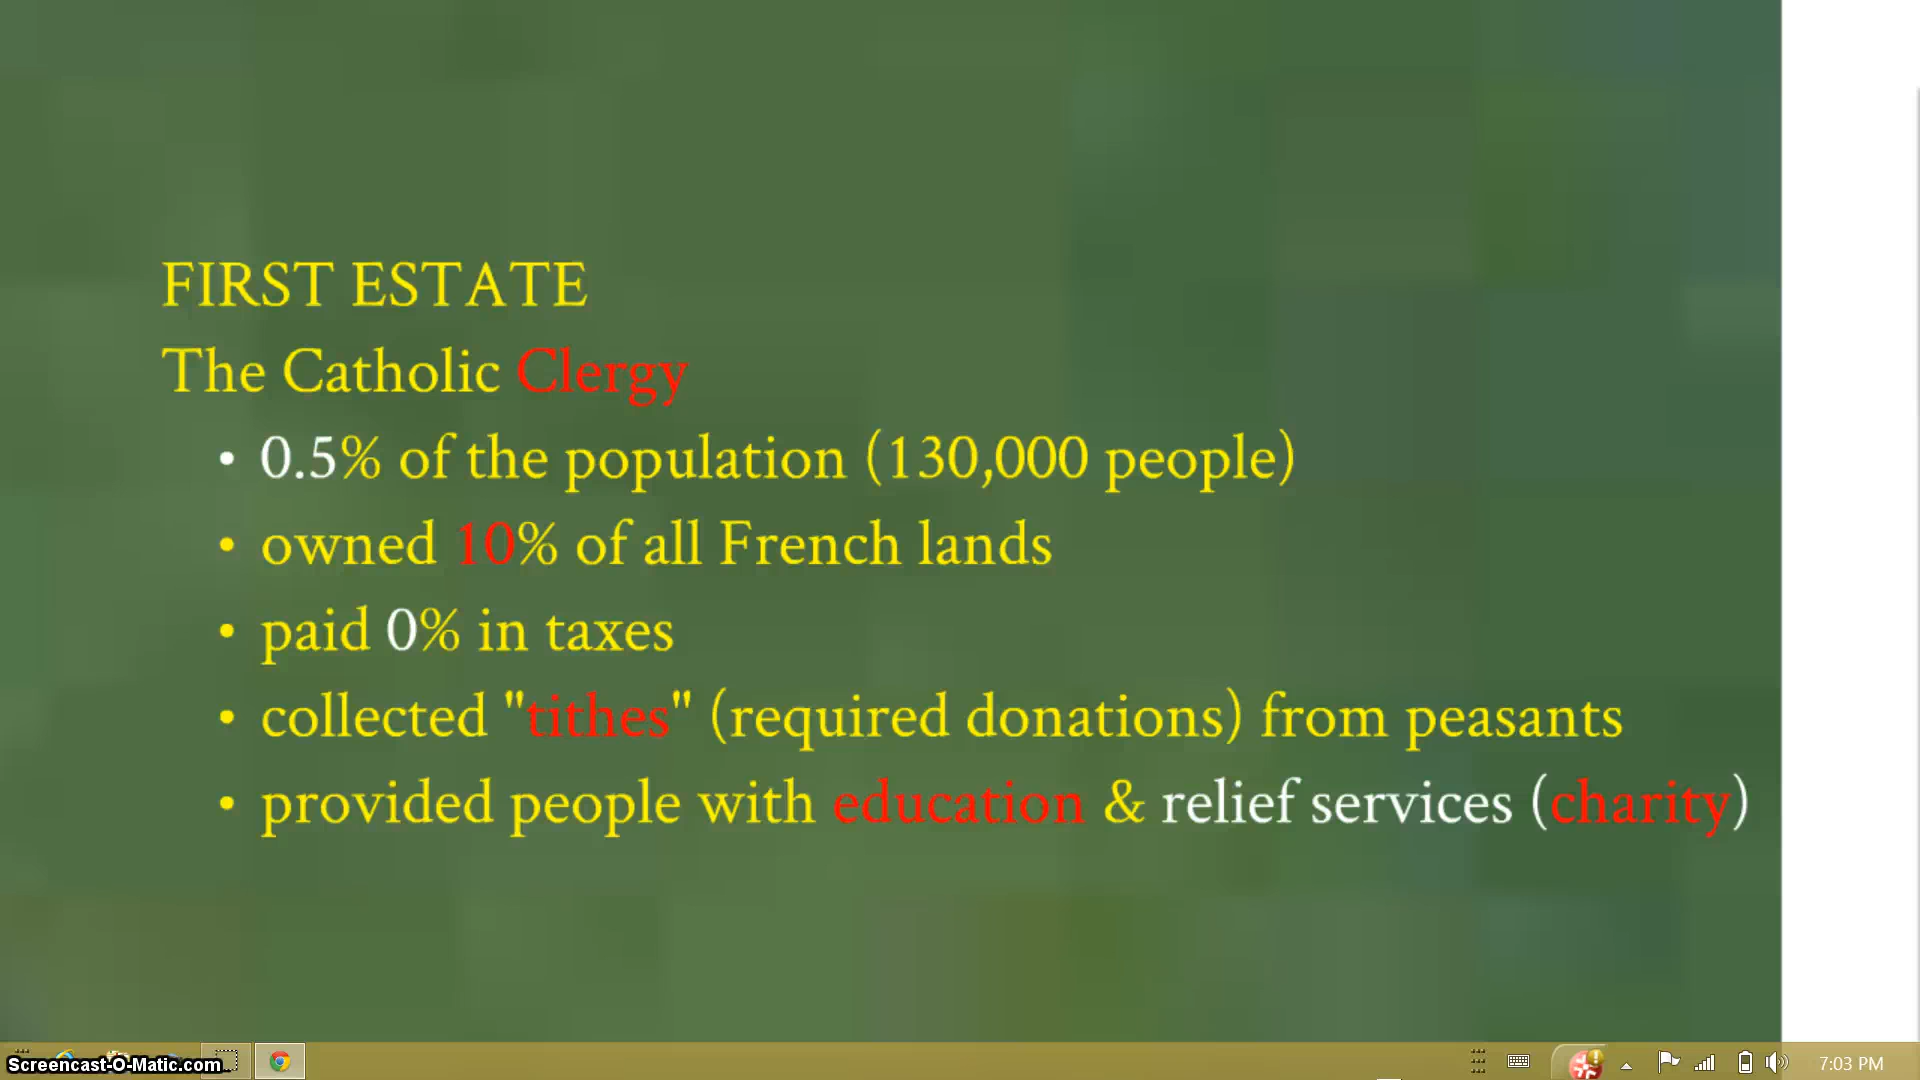 FIRST ESTATE
The Catholic Clergy
• 0.5% of the population (130,000 people)
• owned 10% of all French lands
• paid 0% in taxes
• collected "tithes" (required donations) from peasants
• provided people with education & relief services (charity)
Screencast-O-Matic.com
7:03 PM